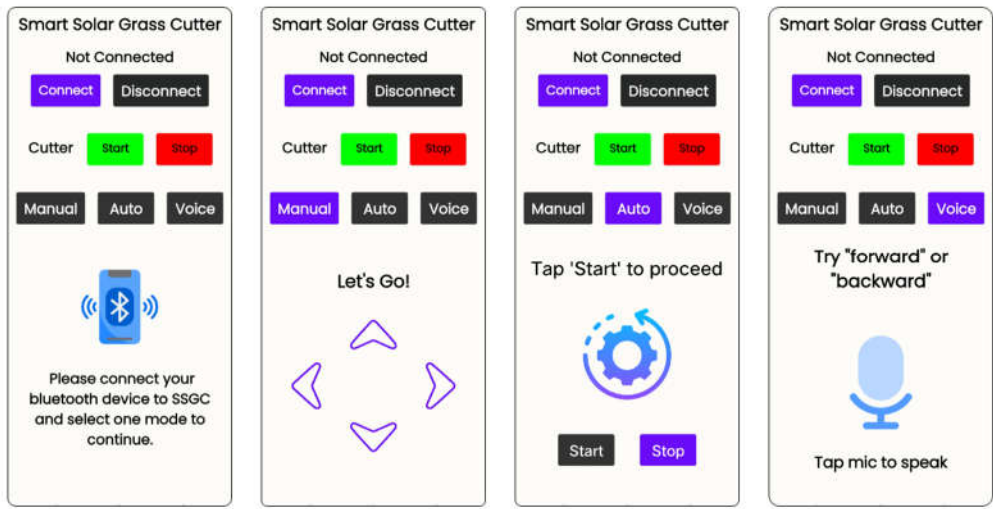 Smart Solar Grass Cutter
Not Connected
Connect Disconnect
Cutter Start Stop
Manual Auto Voice
Please connect your
bluetooth device to SSGC
and select one mode to
continue.
Smart Solar Grass Cutter
Not Connected
Connect Disconnect
Cutter Start Stop
Manual Auto Voice
Let's Go!
Smart Solar Grass Cutter
Not Connected
Connect Disconnect
Cutter Start Stop
Manual Auto Voice
Tap 'Start' to proceed
Start Stop
Smart Solar Grass Cutter
Not Connected
Connect Disconnect
Cutter Start Stop
Manual Auto Voice
Try "forward" or
"backward"
Tap mic to speak